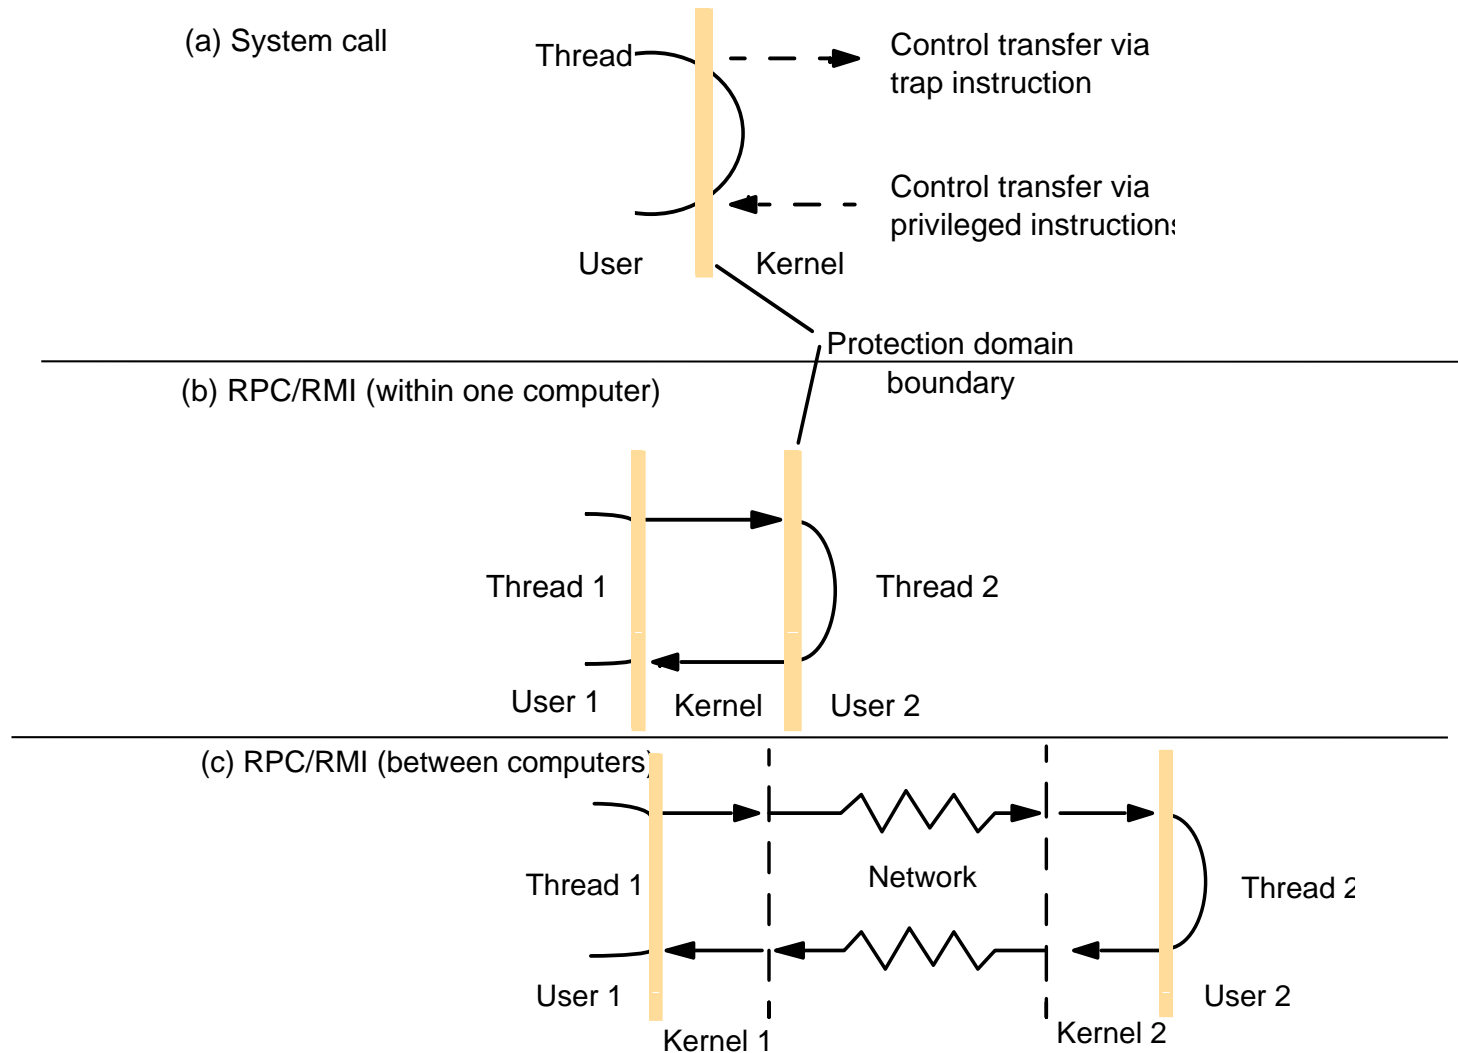 (a) System call
Thread
Control transfer via
trap instruction
Control transfer via
privileged instructions
User
Kernel
Protection domain
boundary
(b) RPC/RMI (within one computer)
Thread 1
Thread 2
User 1
Kernel
User 2
(c) RPC/RMI (between computers)
Thread 1
Network
Thread 2
User 1
User 2
Kernel 1
Kernel 2